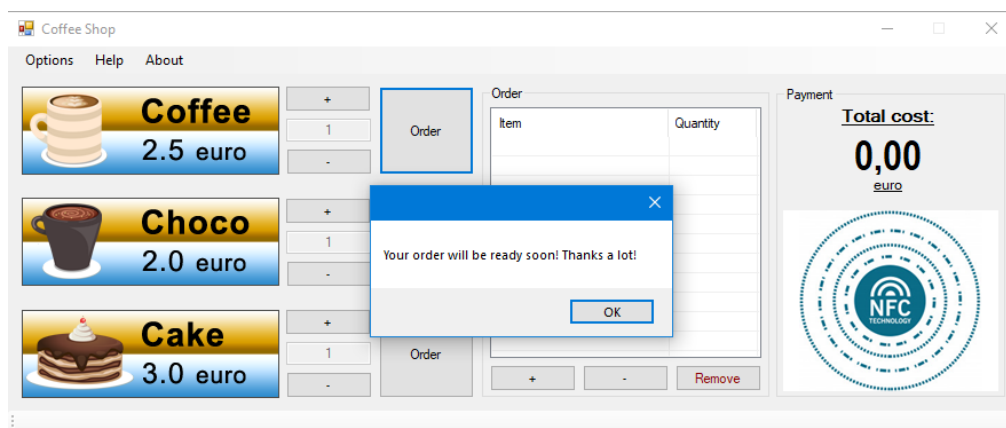 Coffee Shop
Options Help About
Coffee
2.5 euro
+
1
-
Order
Choco
2.0 euro
+
1
-
Cake
3.0 euro
+
1
-
Order
Order
Item Quantity
+ - Remove
Your order will be ready soon! Thanks a lot!
OK
Payment
Total cost:
0,00
euro
NFC
TECHNOLOGY